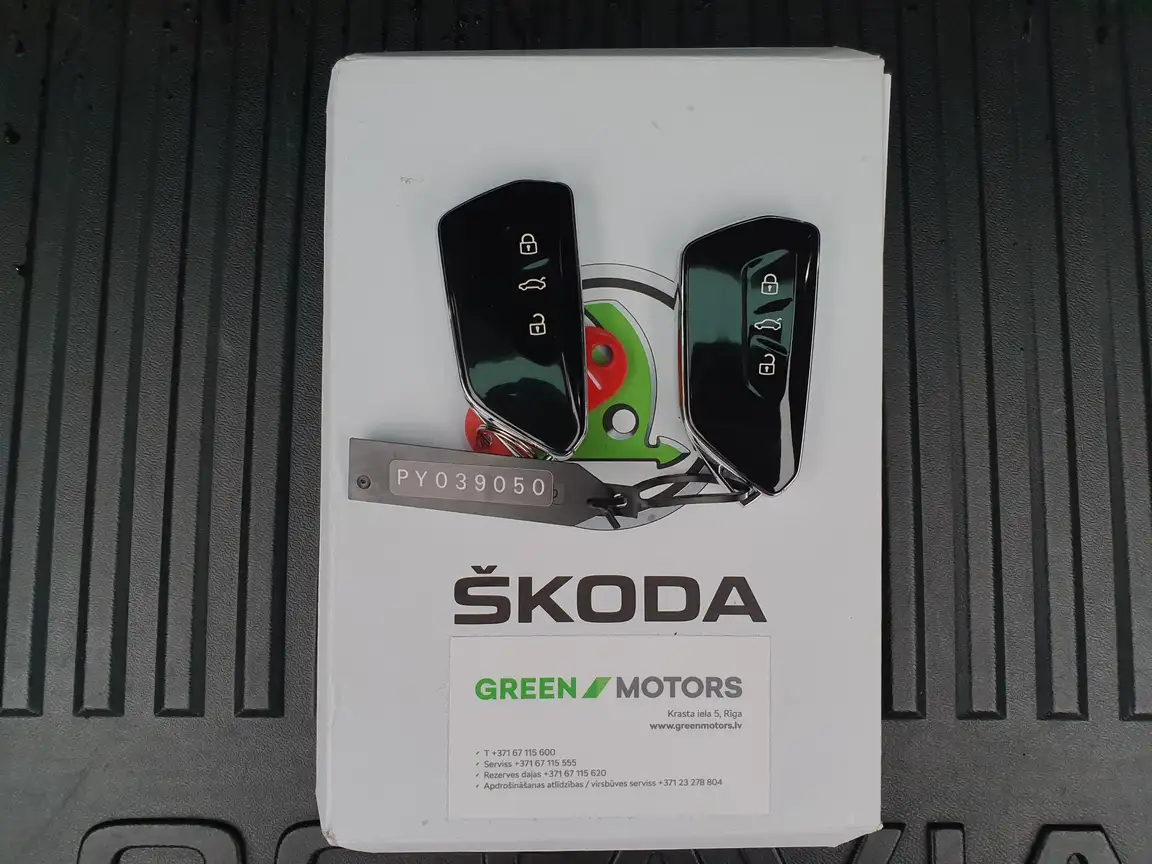 PY039050
ŠKODA
GREEN MOTORS
Krasta iela 5, Rīga
www.greenmotors.lv
T +371 67 115 600
Serviss +371 67 115 555
Rezerves daļas +371 67 115 620
Apdrošināšanas atlīdzības / virsbūves serviss +371 23 278 804